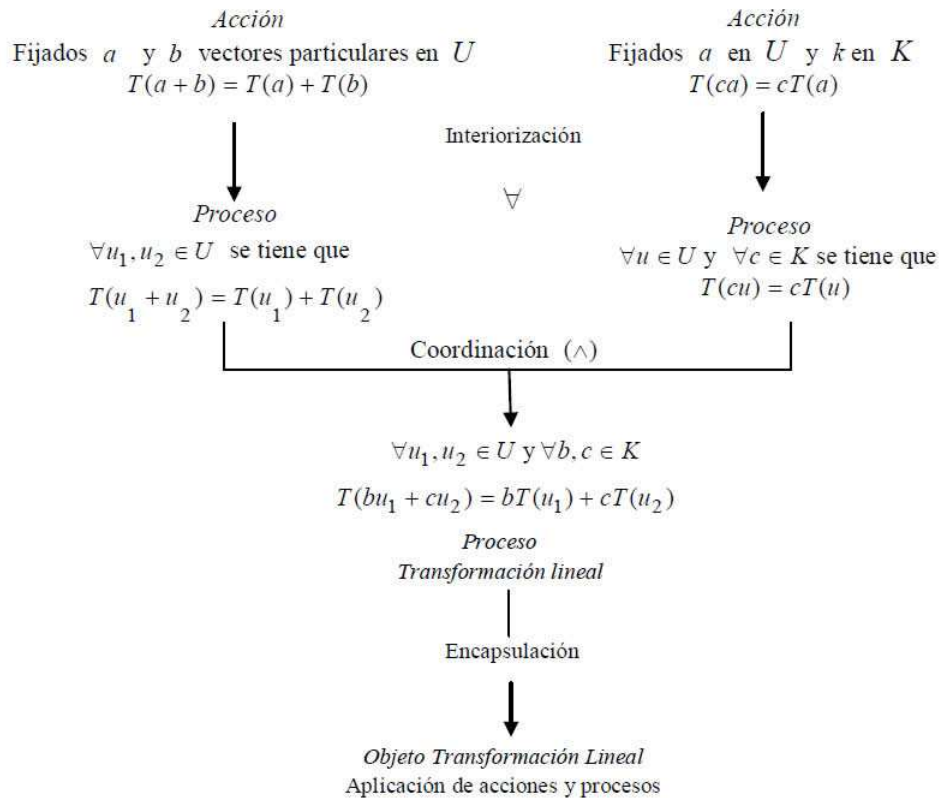 Acción
Fijados a y b vectores particulares en U
T(a + b) = T(a) + T(b)
Acción
Fijados a en U y k en K
T(ca) = cT(a)
Interiorización
∀
Proceso
∀u₁, u₂ ∈ U se tiene que
T(u₁ + u₂) = T(u₁) + T(u₂)
Proceso
∀u ∈ U y ∀c ∈ K se tiene que
T(cu) = cT(u)
Coordinación (∧)
∀u₁, u₂ ∈ U y ∀b, c ∈ K
T(bu₁ + cu₂) = bT(u₁) + cT(u₂)
Proceso
Transformación lineal
Encapsulación
Objeto Transformación Lineal
Aplicación de acciones y procesos